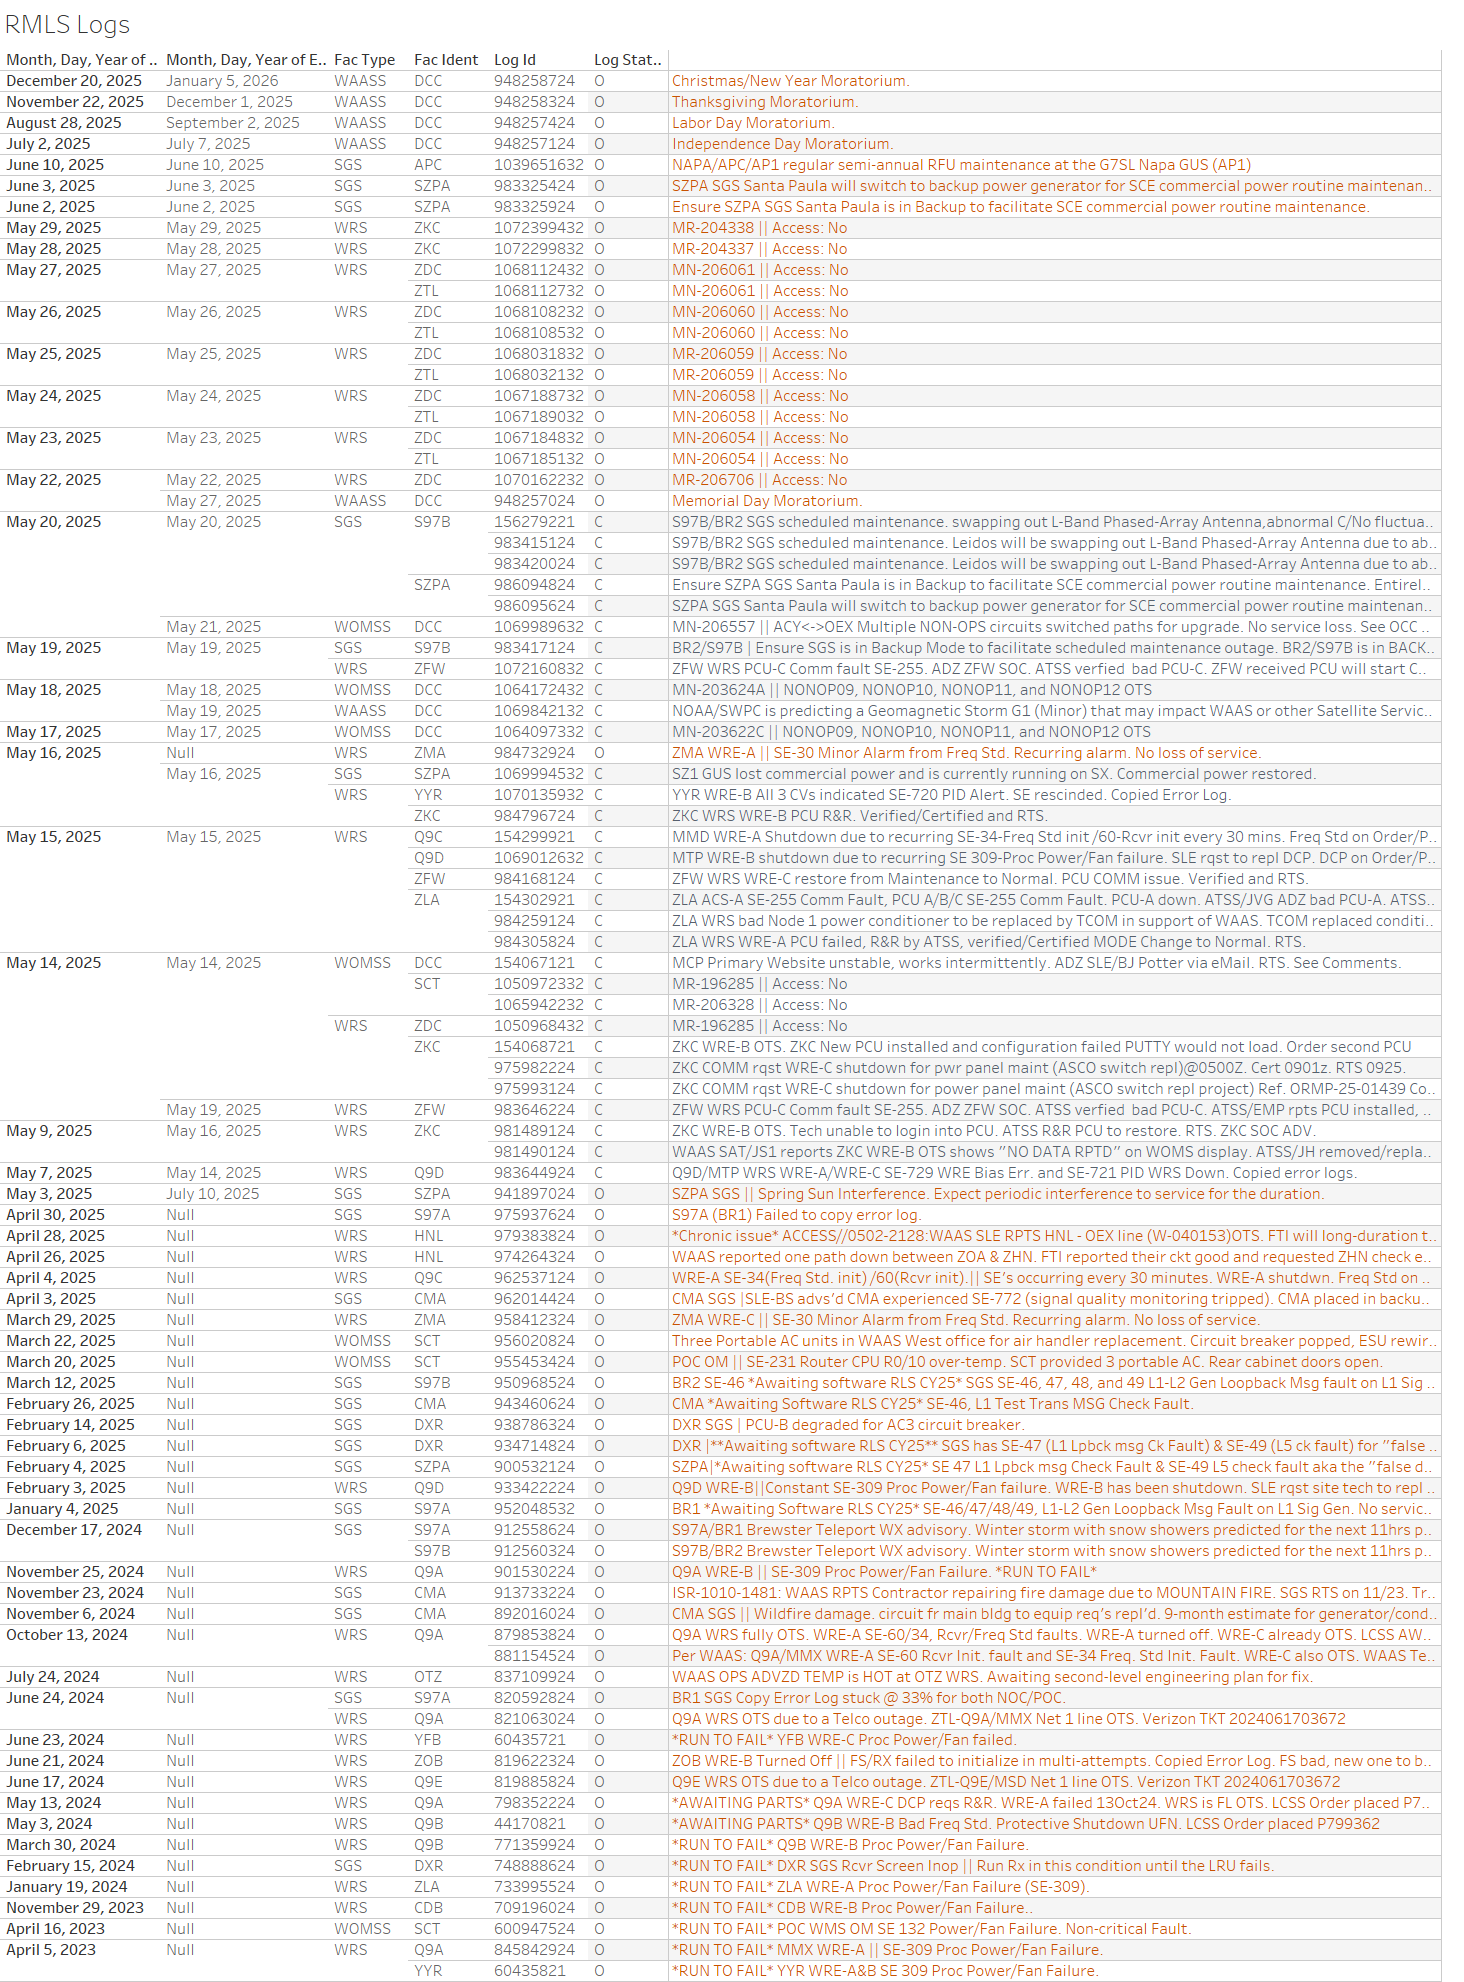 RMLS Logs
Month, Day, Year of .. Month, Day, Year of E.. Fac Type Fac Ident Log Id Log Stat..
December 20, 2025 January 5, 2026 WAASS DCC 948258724 O Christmas/New Year Moratorium.
November 22, 2025 December 1, 2025 WAASS DCC 948258324 O Thanksgiving Moratorium.
August 28, 2025 September 2, 2025 WAASS DCC 948257424 O Labor Day Moratorium.
July 2, 2025 July 7, 2025 WAASS DCC 948257124 O Independence Day Moratorium.
June 10, 2025 June 10, 2025 SGS APC 1039651632 O NAPA/APC/AP1 regular semi-annual RFU maintenance at the G7SL Napa GUS (AP1)
June 3, 2025 June 3, 2025 SGS SZPA 983325424 O SZPA SGS Santa Paula will switch to backup power generator for SCE commercial power routine maintenan..
June 2, 2025 June 2, 2025 SGS SZPA 983325924 O Ensure SZPA SGS Santa Paula is in Backup to facilitate SCE commercial power routine maintenance.
May 29, 2025 May 29, 2025 WRS ZKC 1072399432 O MR-204338 || Access: No
May 28, 2025 May 28, 2025 WRS ZKC 1072299832 O MR-204337 || Access: No
May 27, 2025 May 27, 2025 WRS ZDC 1068112432 O MN-206061 || Access: No
ZTL 1068112732 O MN-206061 || Access: No
May 26, 2025 May 26, 2025 WRS ZDC 1068108232 O MN-206060 || Access: No
ZTL 1068108532 O MN-206060 || Access: No
May 25, 2025 May 25, 2025 WRS ZDC 1068031832 O MR-206059 || Access: No
ZTL 1068032132 O MR-206059 || Access: No
May 24, 2025 May 24, 2025 WRS ZDC 1067188732 O MN-206058 || Access: No
ZTL 1067189032 O MN-206058 || Access: No
May 23, 2025 May 23, 2025 WRS ZDC 1067184832 O MN-206054 || Access: No
ZTL 1067185132 O MN-206054 || Access: No
May 22, 2025 May 22, 2025 WRS ZDC 1070162232 O MR-206706 || Access: No
May 27, 2025 WAASS DCC 948257024 O Memorial Day Moratorium.
May 20, 2025 May 20, 2025 SGS S97B 156279221 C S97B/BR2 SGS scheduled maintenance. swapping out L-Band Phased-Array Antenna,abnormal C/No fluctua..
983415124 C S97B/BR2 SGS scheduled maintenance. Leidos will be swapping out L-Band Phased-Array Antenna due to ab..
983420024 C S97B/BR2 SGS scheduled maintenance. Leidos will be swapping out L-Band Phased-Array Antenna due to ab..
SZPA 986094824 C Ensure SZPA SGS Santa Paula is in Backup to facilitate SCE commercial power routine maintenance. Entirel..
986095624 C SZPA SGS Santa Paula will switch to backup power generator for SCE commercial power routine maintenan..
May 21, 2025 WOMSS DCC 1069989632 C MN-206557 || ACY<->OEX Multiple NON-OPS circuits switched paths for upgrade. No service loss. See OCC ..
May 19, 2025 May 19, 2025 SGS S97B 983417124 C BR2/S97B | Ensure SGS is in Backup Mode to facilitate scheduled maintenance outage. BR2/S97B is in BACK..
WRS ZFW 1072160832 C ZFW WRS PCU-C Comm fault SE-255. ADZ ZFW SOC. ATSS verfied  bad PCU-C. ZFW received PCU will start C..
May 18, 2025 May 18, 2025 WOMSS DCC 1064172432 C MN-203624A || NONOP09, NONOP10, NONOP11, and NONOP12 OTS
May 19, 2025 WAASS DCC 1069842132 C NOAA/SWPC is predicting a Geomagnetic Storm G1 (Minor) that may impact WAAS or other Satellite Servic..
May 17, 2025 May 17, 2025 WOMSS DCC 1064097332 C MN-203622C || NONOP09, NONOP10, NONOP11, and NONOP12 OTS
May 16, 2025 Null WRS ZMA 984732924 O ZMA WRE-A || SE-30 Minor Alarm from Freq Std. Recurring alarm. No loss of service.
May 16, 2025 SGS SZPA 1069994532 C SZ1 GUS lost commercial power and is currently running on SX. Commercial power restored.
WRS YYR 1070135932 C YYR WRE-B All 3 CVs indicated SE-720 PID Alert. SE rescinded. Copied Error Log.
ZKC 984796724 C ZKC WRS WRE-B PCU R&R. Verified/Certified and RTS.
May 15, 2025 May 15, 2025 WRS Q9C 154299921 C MMD WRE-A Shutdown due to recurring SE-34-Freq Std init /60-Rcvr init every 30 mins. Freq Std on Order/P..
Q9D 1069012632 C MTP WRE-B shutdown due to recurring SE 309-Proc Power/Fan failure. SLE rqst to repl DCP. DCP on Order/P..
ZFW 984168124 C ZFW WRS WRE-C restore from Maintenance to Normal. PCU COMM issue. Verified and RTS.
ZLA 154302921 C ZLA ACS-A SE-255 Comm Fault, PCU A/B/C SE-255 Comm Fault. PCU-A down. ATSS/JVG ADZ bad PCU-A. ATSS..
984259124 C ZLA WRS bad Node 1 power conditioner to be replaced by TCOM in support of WAAS. TCOM replaced conditi..
984305824 C ZLA WRS WRE-A PCU failed, R&R by ATSS, verified/Certified MODE Change to Normal. RTS.
May 14, 2025 May 14, 2025 WOMSS DCC 154067121 C MCP Primary Website unstable, works intermittently. ADZ SLE/BJ Potter via eMail. RTS. See Comments.
SCT 1050972332 C MR-196285 || Access: No
1065942232 C MR-206328 || Access: No
WRS ZDC 1050968432 C MR-196285 || Access: No
ZKC 154068721 C ZKC WRE-B OTS. ZKC New PCU installed and configuration failed PUTTY would not load. Order second PCU
975982224 C ZKC COMM rqst WRE-C shutdown for pwr panel maint (ASCO switch repl)@0500Z. Cert 0901z. RTS 0925.
975993124 C ZKC COMM rqst WRE-C shutdown for power panel maint (ASCO switch repl project) Ref. ORMP-25-01439 Co..
May 19, 2025 WRS ZFW 983646224 C ZFW WRS PCU-C Comm fault SE-255. ADZ ZFW SOC. ATSS verfied  bad PCU-C. ATSS/EMP rpts PCU installed, ..
May 9, 2025 May 16, 2025 WRS ZKC 981489124 C ZKC WRE-B OTS. Tech unable to login into PCU. ATSS R&R PCU to restore. RTS. ZKC SOC ADV.
981490124 C WAAS SAT/JS1 reports ZKC WRE-B OTS shows "NO DATA RPTD" on WOMS display. ATSS/JH removed/repla..
May 7, 2025 May 14, 2025 WRS Q9D 983644924 C Q9D/MTP WRS WRE-A/WRE-C SE-729 WRE Bias Err. and SE-721 PID WRS Down. Copied error logs.
May 3, 2025 July 10, 2025 SGS SZPA 941897024 O SZPA SGS || Spring Sun Interference. Expect periodic interference to service for the duration.
April 30, 2025 Null SGS S97A 975937624 O S97A (BR1) Failed to copy error log.
April 28, 2025 Null WRS HNL 979383824 O *Chronic issue* ACCESS//0502-2128:WAAS SLE RPTS HNL - OEX line (W-040153)OTS. FTI will long-duration t..
April 26, 2025 Null WRS HNL 974264324 O WAAS reported one path down between ZOA & ZHN. FTI reported their ckt good and requested ZHN check e..
April 4, 2025 Null WRS Q9C 962537124 O WRE-A SE-34(Freq Std. init) /60(Rcvr init).|| SE's occurring every 30 minutes. WRE-A shutdwn. Freq Std on ..
April 3, 2025 Null SGS CMA 962014424 O CMA SGS |SLE-BS advs'd CMA experienced SE-772 (signal quality monitoring tripped). CMA placed in backu..
March 29, 2025 Null WRS ZMA 958412324 O ZMA WRE-C || SE-30 Minor Alarm from Freq Std. Recurring alarm. No loss of service.
March 22, 2025 Null WOMSS SCT 956020824 O Three Portable AC units in WAAS West office for air handler replacement. Circuit breaker popped, ESU rewir..
March 20, 2025 Null WOMSS SCT 955453424 O POC OM || SE-231 Router CPU R0/10 over-temp. SCT provided 3 portable AC. Rear cabinet doors open.
March 12, 2025 Null SGS S97B 950968524 O BR2 SE-46 *Awaiting software RLS CY25* SGS SE-46, 47, 48, and 49 L1-L2 Gen Loopback Msg fault on L1 Sig ..
February 26, 2025 Null SGS CMA 943460624 O CMA *Awaiting Software RLS CY25* SE-46, L1 Test Trans MSG Check Fault.
February 14, 2025 Null SGS DXR 938786324 O DXR SGS | PCU-B degraded for AC3 circuit breaker.
February 6, 2025 Null SGS DXR 934714824 O DXR |**Awaiting software RLS CY25** SGS has SE-47 (L1 Lpbck msg Ck Fault) & SE-49 (L5 ck fault) for "false ..
February 4, 2025 Null SGS SZPA 900532124 O SZPA|*Awaiting software RLS CY25* SE 47 L1 Lpbck msg Check Fault & SE-49 L5 check fault aka the "false d..
February 3, 2025 Null WRS Q9D 933422224 O Q9D WRE-B||Constant SE-309 Proc Power/Fan failure. WRE-B has been shutdown. SLE rqst site tech to repl ..
January 4, 2025 Null SGS S97A 952048532 O BR1 *Awaiting Software RLS CY25* SE-46/47/48/49, L1-L2 Gen Loopback Msg Fault on L1 Sig Gen. No servic..
December 17, 2024 Null SGS S97A 912558624 O S97A/BR1 Brewster Teleport WX advisory. Winter storm with snow showers predicted for the next 11hrs p..
S97B 912560324 O S97B/BR2 Brewster Teleport WX advisory. Winter storm with snow showers predicted for the next 11hrs p..
November 25, 2024 Null WRS Q9A 901530224 O Q9A WRE-B || SE-309 Proc Power/Fan Failure. *RUN TO FAIL*
November 23, 2024 Null SGS CMA 913733224 O ISR-1010-1481: WAAS RPTS Contractor repairing fire damage due to MOUNTAIN FIRE. SGS RTS on 11/23. Tr..
November 6, 2024 Null SGS CMA 892016024 O CMA SGS || Wildfire damage. circuit fr main bldg to equip req's repl'd. 9-month estimate for generator/cond..
October 13, 2024 Null WRS Q9A 879853824 O Q9A WRS fully OTS. WRE-A SE-60/34, Rcvr/Freq Std faults. WRE-A turned off. WRE-C already OTS. LCSS AW..
881154524 O Per WAAS: Q9A/MMX WRE-A SE-60 Rcvr Init. fault and SE-34 Freq. Std Init. Fault. WRE-C also OTS. WAAS Te..
July 24, 2024 Null WRS OTZ 837109924 O WAAS OPS ADVZD TEMP is HOT at OTZ WRS. Awaiting second-level engineering plan for fix.
June 24, 2024 Null SGS S97A 820592824 O BR1 SGS Copy Error Log stuck @ 33% for both NOC/POC.
WRS Q9A 821063024 O Q9A WRS OTS due to a Telco outage. ZTL-Q9A/MMX Net 1 line OTS. Verizon TKT 2024061703672
June 23, 2024 Null WRS YFB 60435721 O *RUN TO FAIL* YFB WRE-C Proc Power/Fan failed.
June 21, 2024 Null WRS ZOB 819622324 O ZOB WRE-B Turned Off || FS/RX failed to initialize in multi-attempts. Copied Error Log. FS bad, new one to b..
June 17, 2024 Null WRS Q9E 819885824 O Q9E WRS OTS due to a Telco outage. ZTL-Q9E/MSD Net 1 line OTS. Verizon TKT 2024061703672
May 13, 2024 Null WRS Q9A 798352224 O *AWAITING PARTS* Q9A WRE-C DCP reqs R&R. WRE-A failed 13Oct24. WRS is FL OTS. LCSS Order placed P7..
May 3, 2024 Null WRS Q9B 44170821 O *AWAITING PARTS* Q9B WRE-B Bad Freq Std. Protective Shutdown UFN. LCSS Order placed P799362
March 30, 2024 Null WRS Q9B 771359924 O *RUN TO FAIL* Q9B WRE-B Proc Power/Fan Failure.
February 15, 2024 Null SGS DXR 748888624 O *RUN TO FAIL* DXR SGS Rcvr Screen Inop || Run Rx in this condition until the LRU fails.
January 19, 2024 Null WRS ZLA 733995524 O *RUN TO FAIL* ZLA WRE-A Proc Power/Fan Failure (SE-309).
November 29, 2023 Null WRS CDB 709196024 O *RUN TO FAIL* CDB WRE-B Proc Power/Fan Failure..
April 16, 2023 Null WOMSS SCT 600947524 O *RUN TO FAIL* POC WMS OM SE 132 Power/Fan Failure. Non-critical Fault.
April 5, 2023 Null WRS Q9A 845842924 O *RUN TO FAIL* MMX WRE-A || SE-309 Proc Power/Fan Failure.
YYR 60435821 O *RUN TO FAIL* YYR WRE-A&B SE 309 Proc Power/Fan Failure.